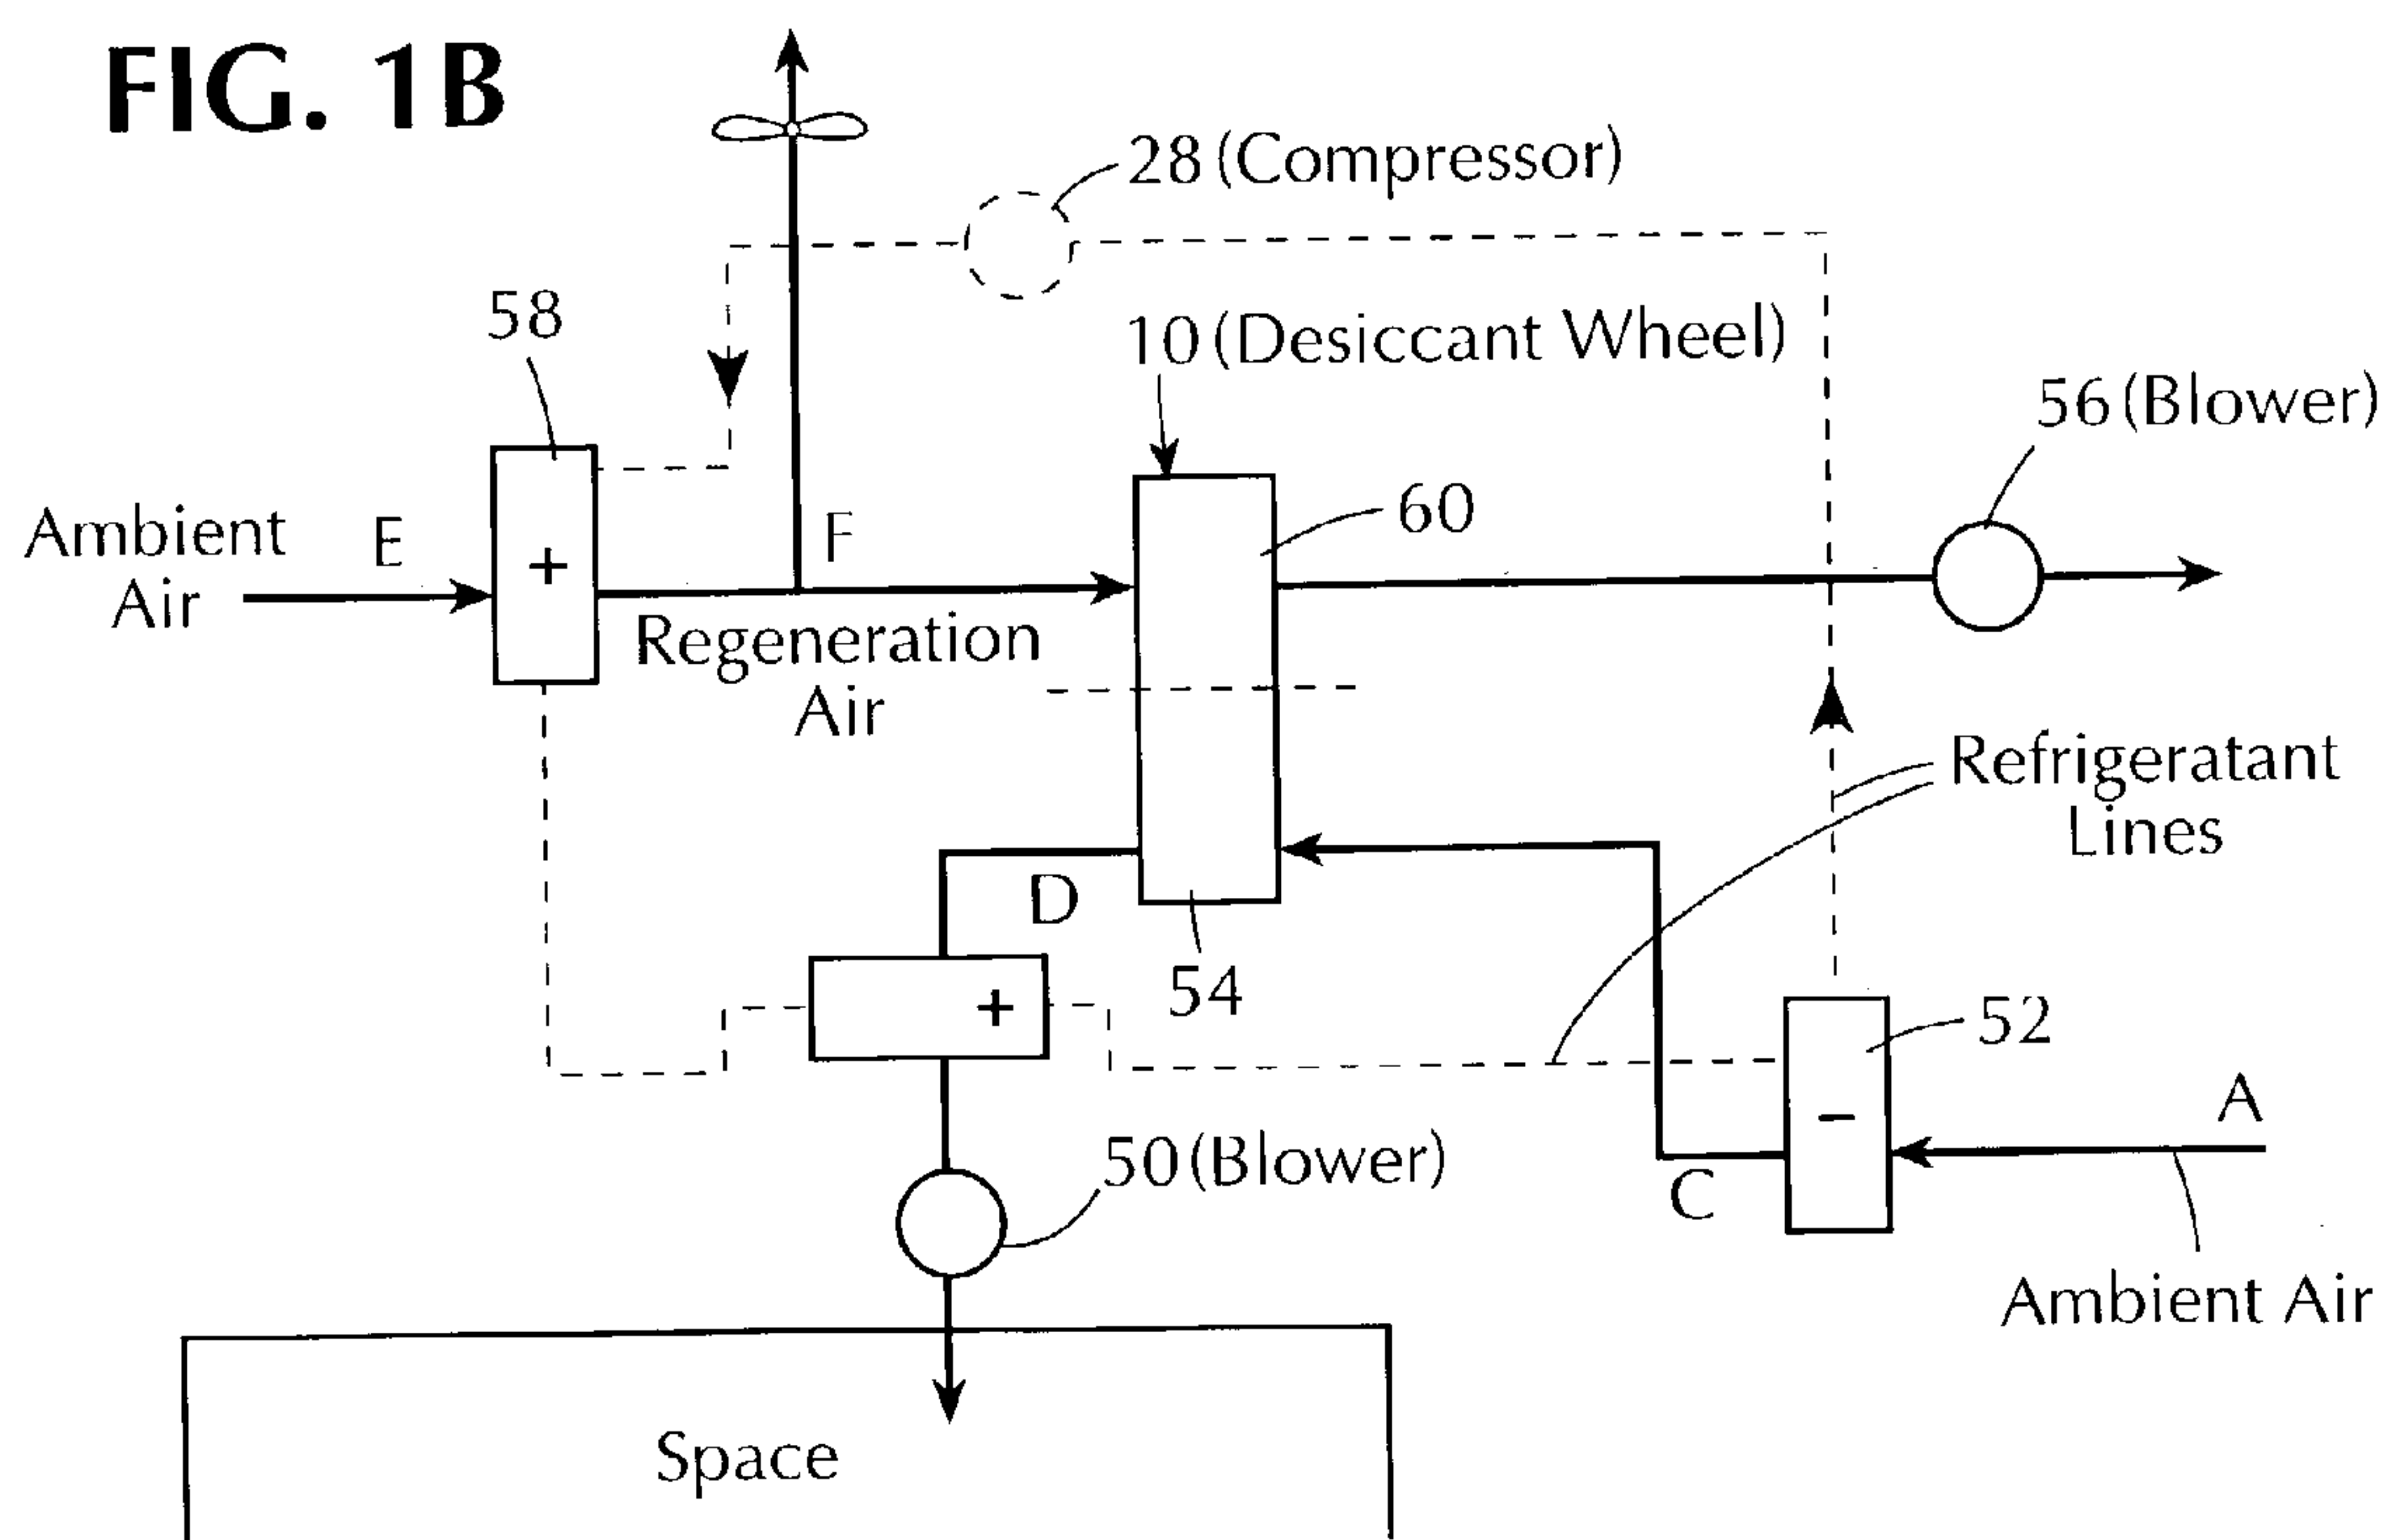 FIG. 1B
28 (Compressor)
58
10 (Desiccant Wheel)
56 (Blower)
60
Ambient
Air
E
+
F
Regeneration
Air
Refrigeratant
Lines
D
54
+
52
−
A
C
50 (Blower)
Ambient Air
Space